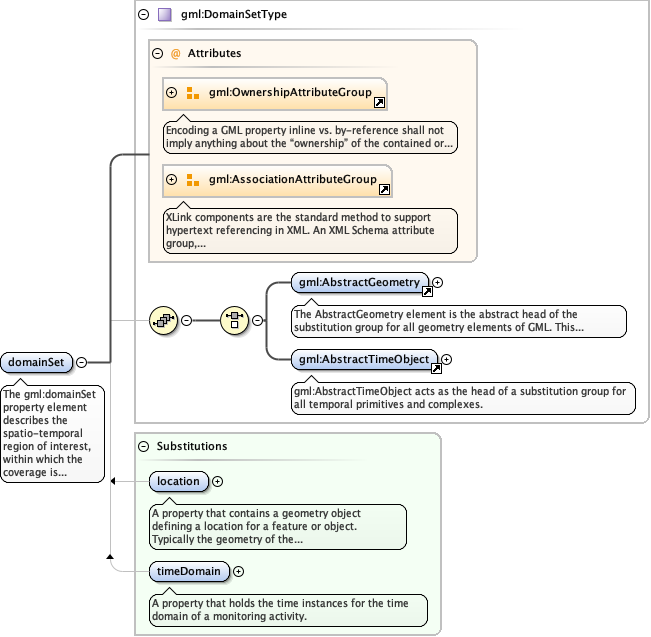 gml:DomainSetType
@ Attributes
gml:OwnershipAttributeGroup
Encoding a GML property inline vs. by-reference shall not
imply anything about the “ownership” of the contained or...
gml:AssociationAttributeGroup
XLink components are the standard method to support
hypertext referencing in XML. An XML Schema attribute
group,...
gml:AbstractGeometry
The AbstractGeometry element is the abstract head of the
substitution group for all geometry elements of GML. This...
gml:AbstractTimeObject
gml:AbstractTimeObject acts as the head of a substitution group for
all temporal primitives and complexes.
domainSet
The gml:domainSet
property element
describes the
spatio-temporal
region of interest,
within which the
coverage is...
Substitutions
location
A property that contains a geometry object
defining a location for a feature or object.
Typically the geometry of the...
timeDomain
A property that holds the time instances for the time
domain of a monitoring activity.